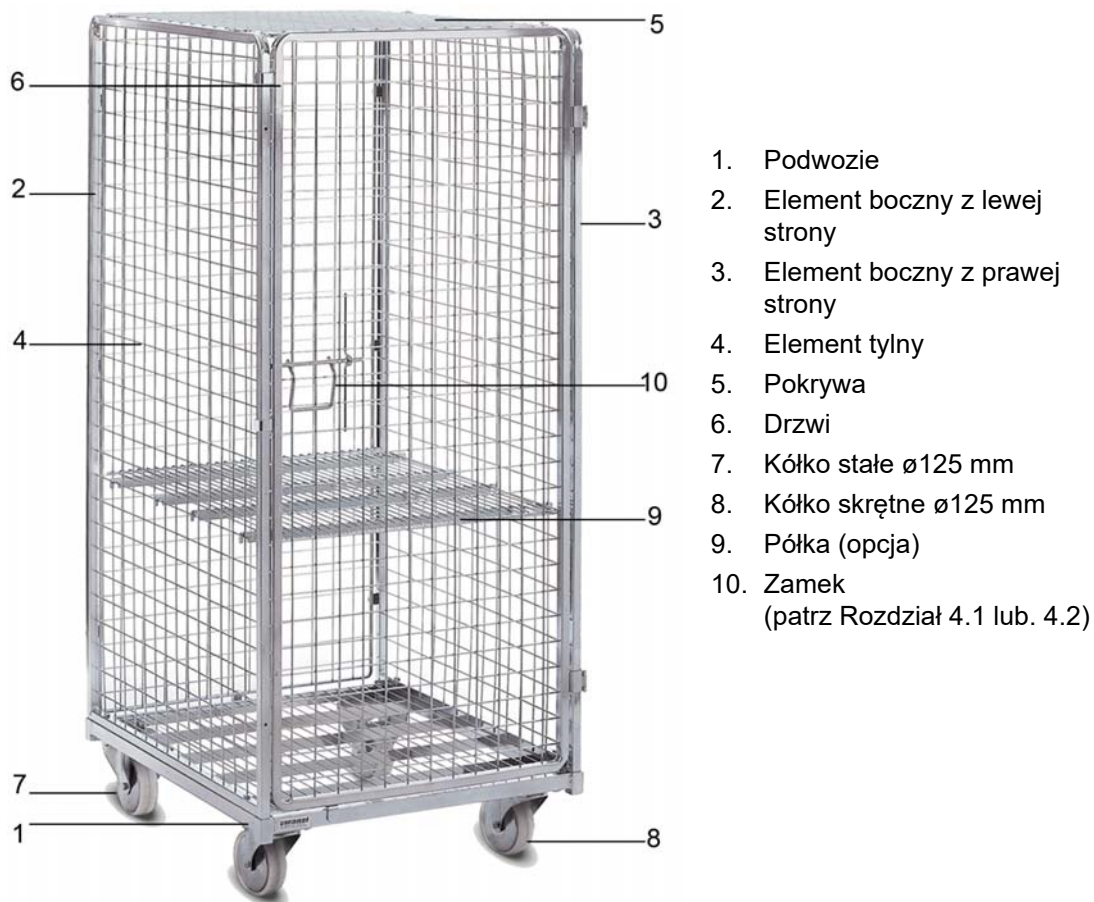 5
6
2
3
4
10
9
7
1
8
1. Podwozie
2. Element boczny z lewej
strony
3. Element boczny z prawej
strony
4. Element tylny
5. Pokrywa
6. Drzwi
7. Kółko stałe ø125 mm
8. Kółko skrętne ø125 mm
9. Półka (opcja)
10. Zamek
(patrz Rozdział 4.1 lub. 4.2)